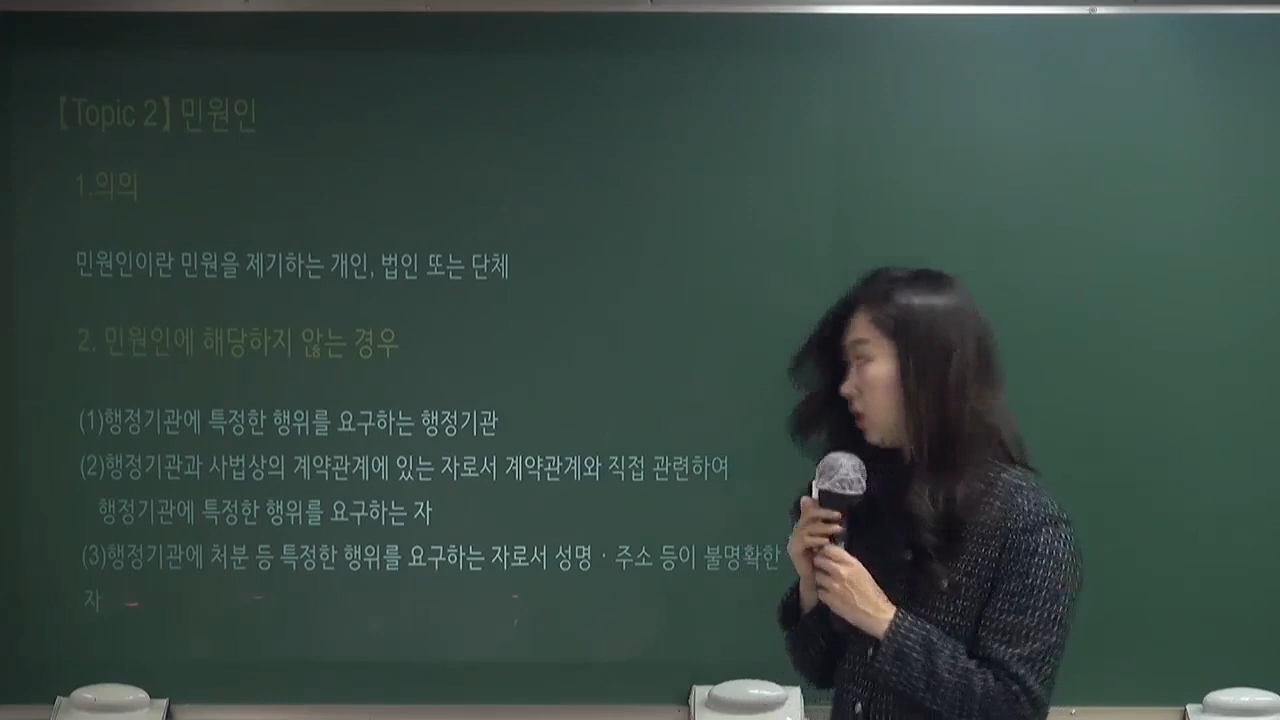 【Topic 2】 민원인
1.의의
민원인이란 민원을 제기하는 개인, 법인 또는 단체
2. 민원인에 해당하지 않는 경우
(1)행정기관에 특정한 행위를 요구하는 행정기관
(2)행정기관과 사법상의 계약관계에 있는 자로서 계약관계와 직접 관련하여
행정기관에 특정한 행위를 요구하는 자
(3)행정기관에 처분 등 특정한 행위를 요구하는 자로서 성명 · 주소 등이 불명확한
자